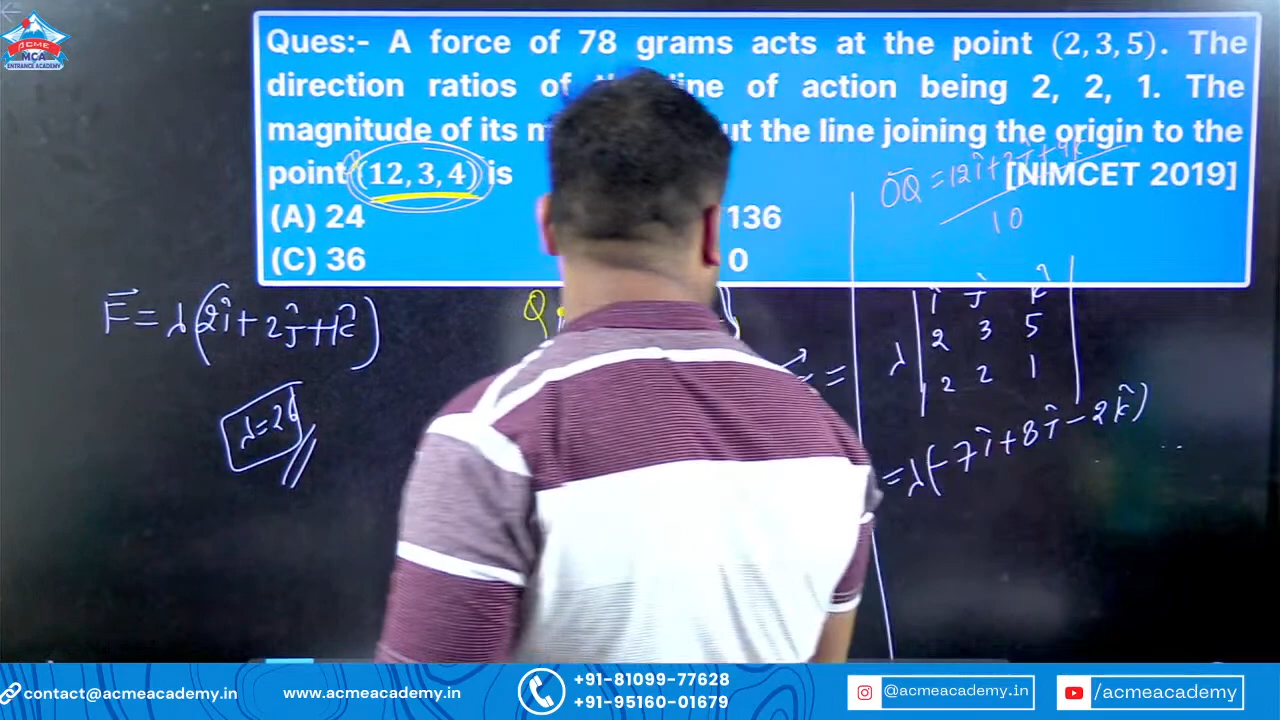 ACME
MCA
ENTRANCE ACADEMY
Ques:- A force of 78 grams acts at the point (2, 3, 5). The
direction ratios of line of action being 2, 2, 1. The
magnitude of its the line joining the origin to the
point (12, 3, 4) is [NIMCET 2019]
(A) 24 136
(C) 36 0
OQ =
F = λ(2î + 2ĵ + 1k̂)
λ=26
Q
=
î ĵ k̂
λ 2 3 5
2 2 1
= λ(-7î + 8ĵ - 2k̂)
contact@acmeacademy.in
www.acmeacademy.in
+91-81099-77628
+91-95160-01679
@acmeacademy.in
/acmeacademy